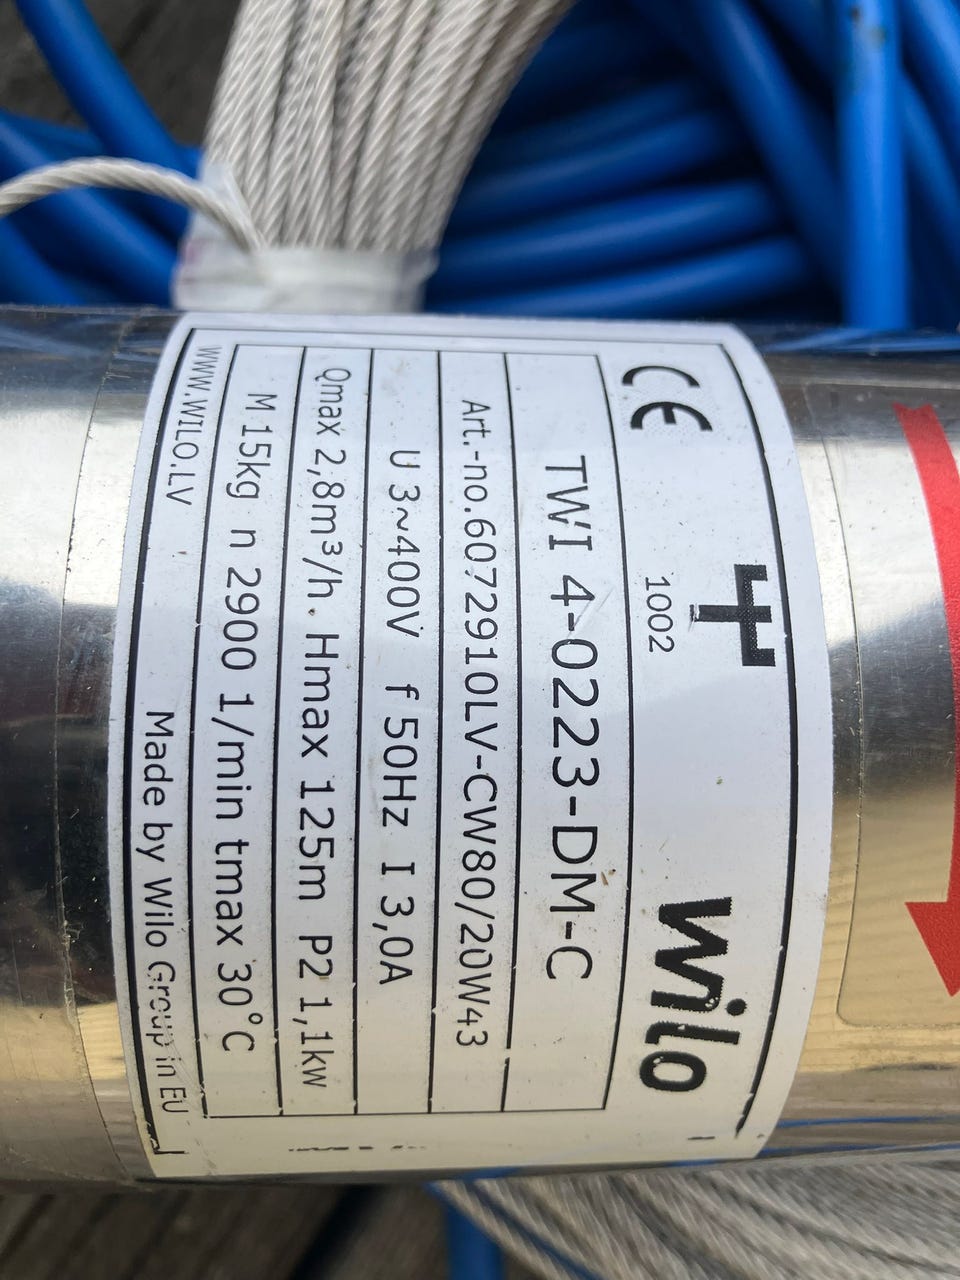 CE
1002
wilo
TWI 4-0223-DM-C
Art.-no.6072910LV-CW80/20W43
U 3~400V f 50Hz I 3,0A
Qmax 2,8m³/h. Hmax 125m P2 1,1kW
M 15kg n 2900 1/min tmax 30°C
WWW.WILO.LV Made by Wilo Group in EU